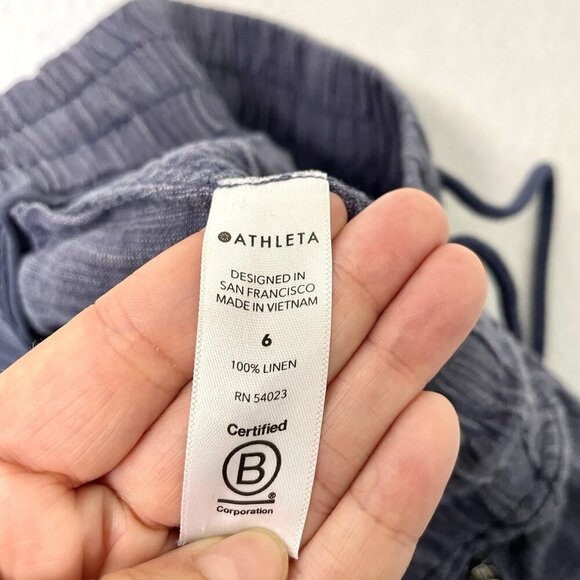 ATHLETA
DESIGNED IN
SAN FRANCISCO
MADE IN VIETNAM
6
100% LINEN
RN 54023
Certified
B
®
Corporation